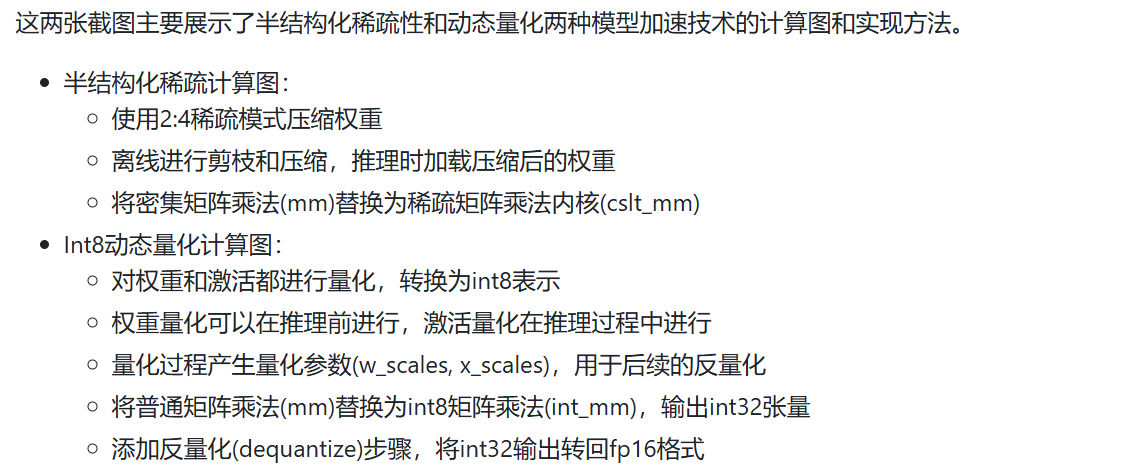 这两张截图主要展示了半结构化稀疏性和动态量化两种模型加速技术的计算图和实现方法。
半结构化稀疏计算图：
使用2:4稀疏模式压缩权重
离线进行剪枝和压缩，推理时加载压缩后的权重
将密集矩阵乘法(mm)替换为稀疏矩阵乘法内核(cslt_mm)
Int8动态量化计算图：
对权重和激活都进行量化，转换为int8表示
权重量化可以在推理前进行，激活量化在推理过程中进行
量化过程产生量化参数(w_scales, x_scales)，用于后续的反量化
将普通矩阵乘法(mm)替换为int8矩阵乘法(int_mm)，输出int32张量
添加反量化(dequantize)步骤，将int32输出转回fp16格式